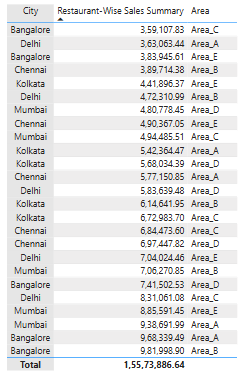 City Restaurant-Wise Sales Summary Area
Bangalore 3,59,107.83 Area_C
Delhi 3,63,063.44 Area_A
Bangalore 3,83,945.61 Area_E
Chennai 3,89,714.38 Area_B
Kolkata 4,41,896.37 Area_E
Delhi 4,72,310.99 Area_B
Mumbai 4,80,778.45 Area_D
Chennai 4,90,367.05 Area_E
Mumbai 4,94,485.51 Area_C
Kolkata 5,42,364.47 Area_A
Kolkata 5,68,034.39 Area_D
Chennai 5,77,150.85 Area_A
Delhi 5,83,639.48 Area_D
Kolkata 6,14,641.95 Area_B
Kolkata 6,72,983.70 Area_C
Chennai 6,84,473.60 Area_C
Chennai 6,97,447.82 Area_D
Delhi 7,04,024.46 Area_E
Mumbai 7,06,270.85 Area_B
Bangalore 7,41,502.53 Area_D
Delhi 8,31,061.08 Area_C
Mumbai 8,85,591.45 Area_E
Mumbai 9,38,691.99 Area_A
Bangalore 9,68,339.49 Area_A
Bangalore 9,81,998.90 Area_B
Total 1,55,73,886.64